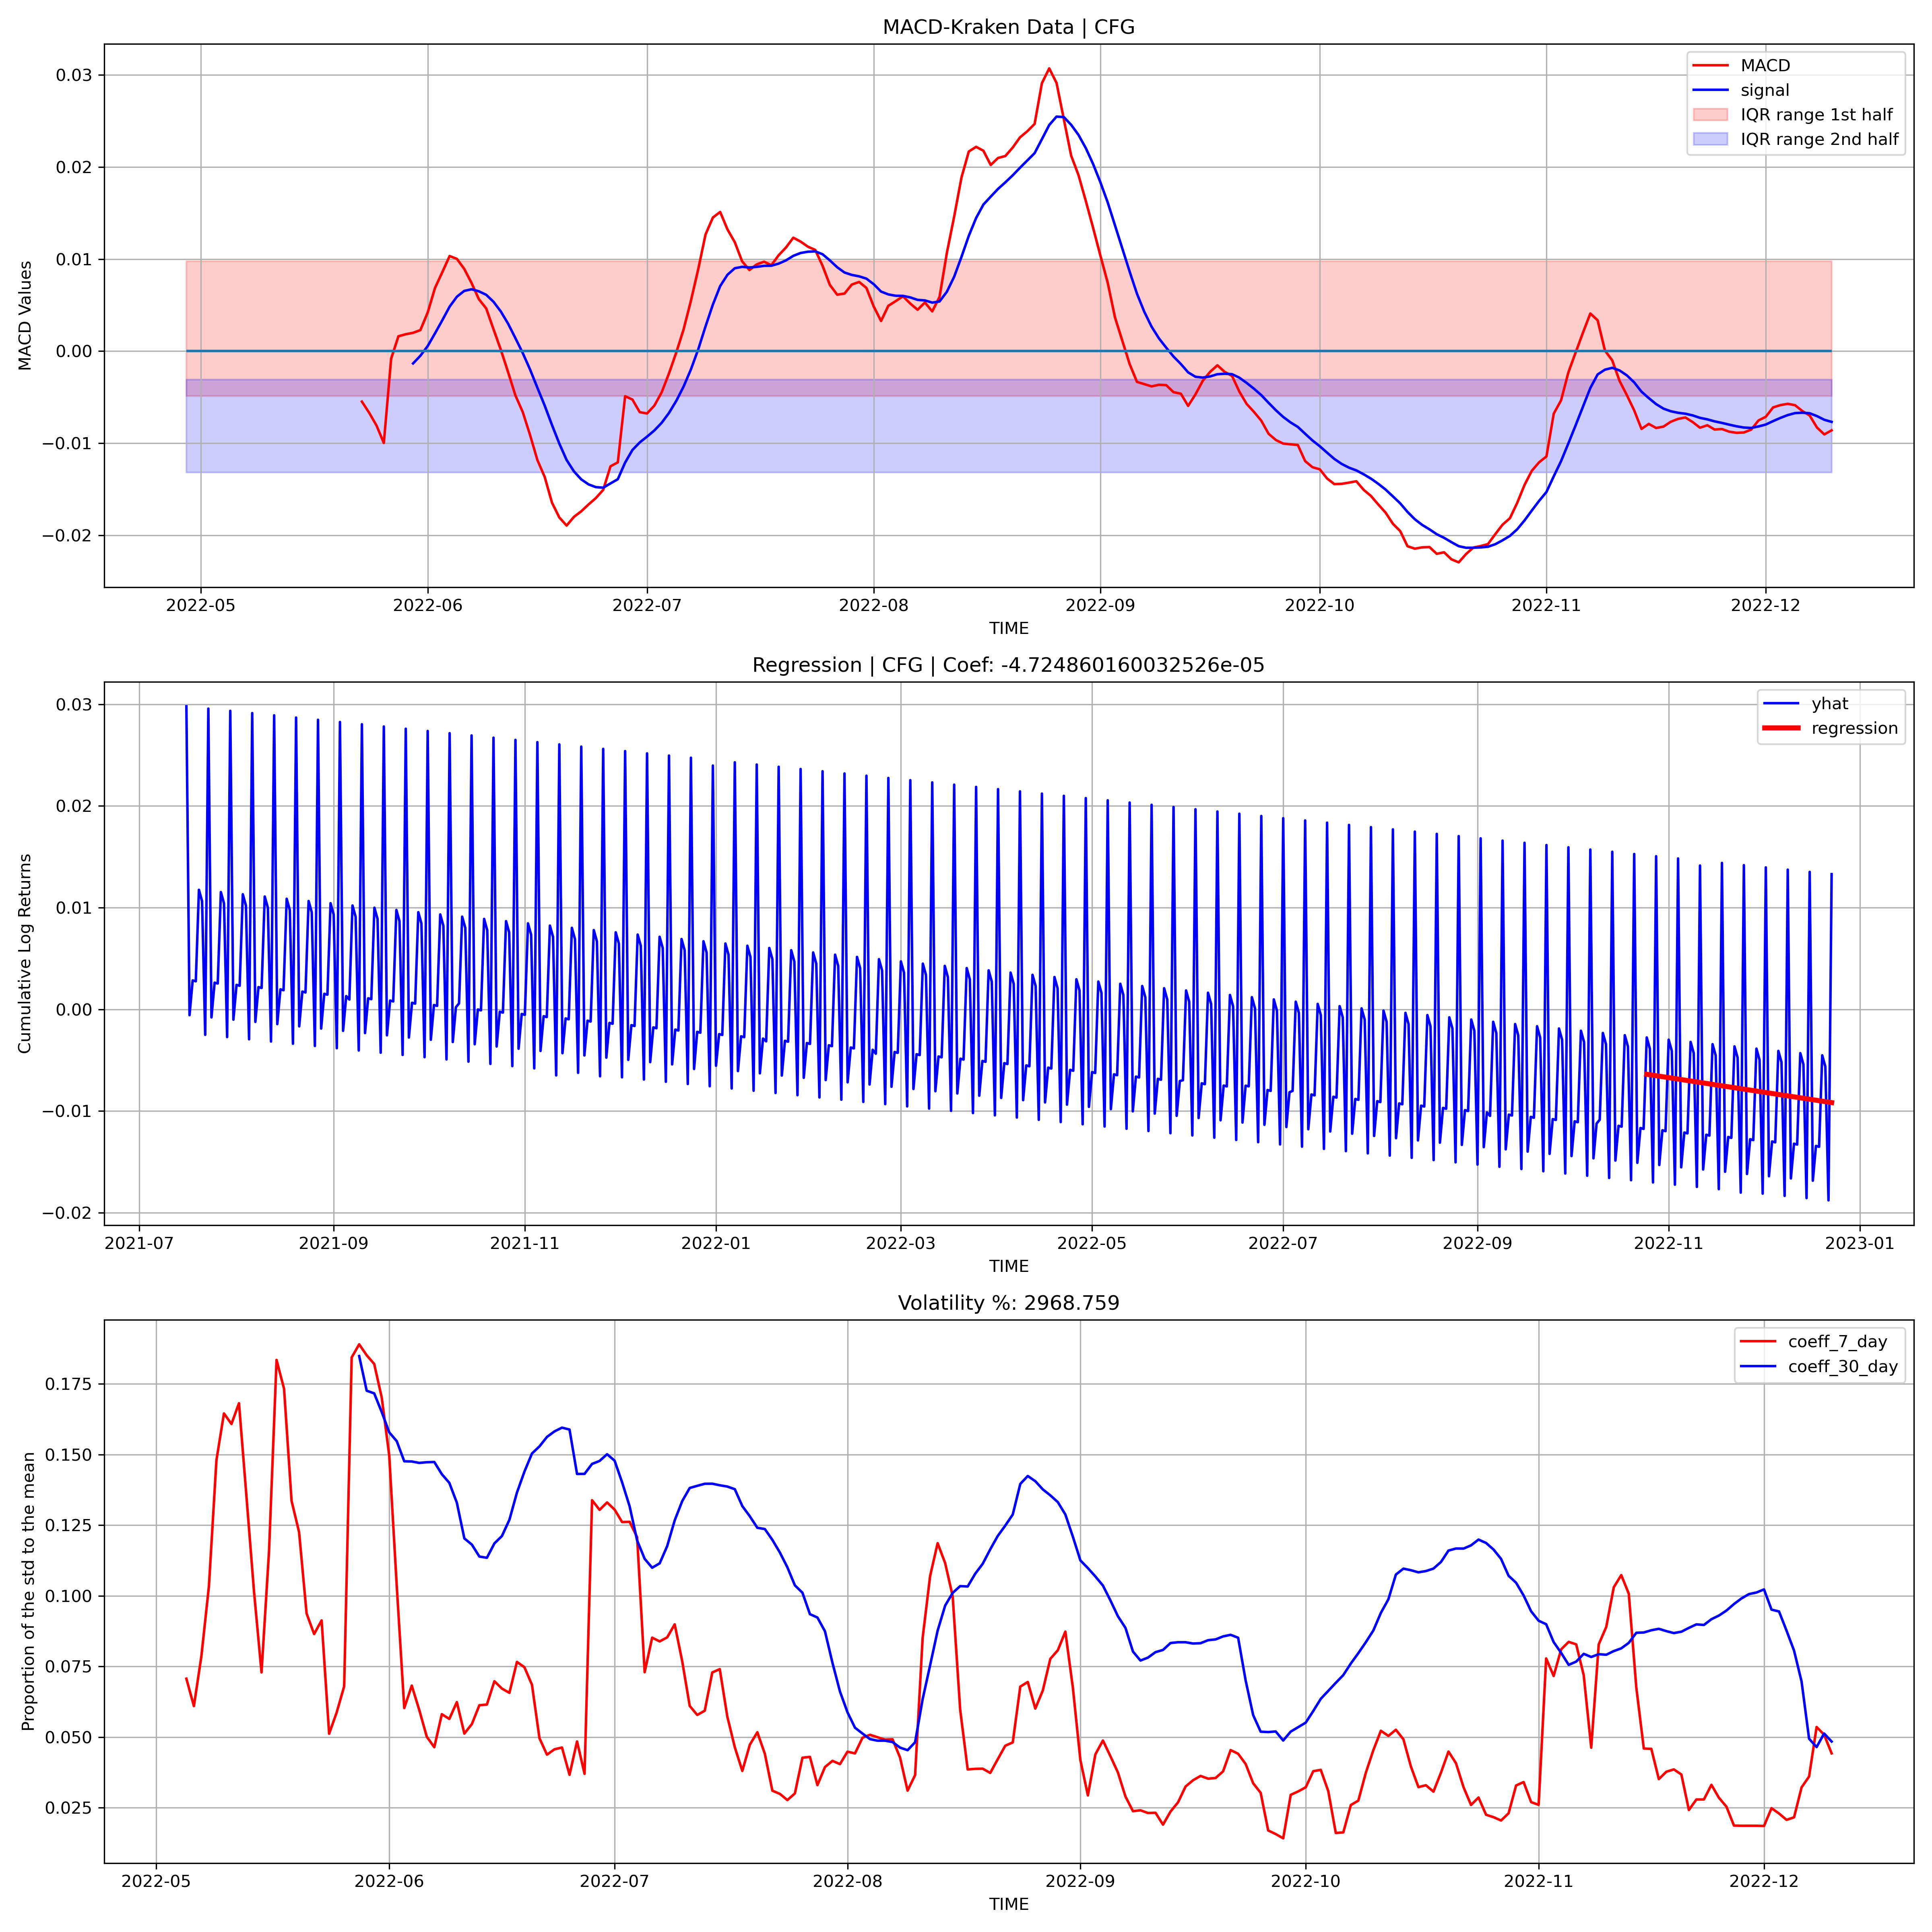 MACD-Kraken Data | CFG
MACD Values
0.03
0.02
0.01
0.00
−0.01
−0.02
MACD
signal
IQR range 1st half
IQR range 2nd half
2022-05 2022-06 2022-07 2022-08 2022-09 2022-10 2022-11 2022-12
TIME
Regression | CFG | Coef: -4.724860160032526e-05
Cumulative Log Returns
0.03
0.02
0.01
0.00
−0.01
−0.02
yhat
regression
2021-07 2021-09 2021-11 2022-01 2022-03 2022-05 2022-07 2022-09 2022-11 2023-01
TIME
Volatility %: 2968.759
Proportion of the std to the mean
0.175
0.150
0.125
0.100
0.075
0.050
0.025
coeff_7_day
coeff_30_day
2022-05 2022-06 2022-07 2022-08 2022-09 2022-10 2022-11 2022-12
TIME